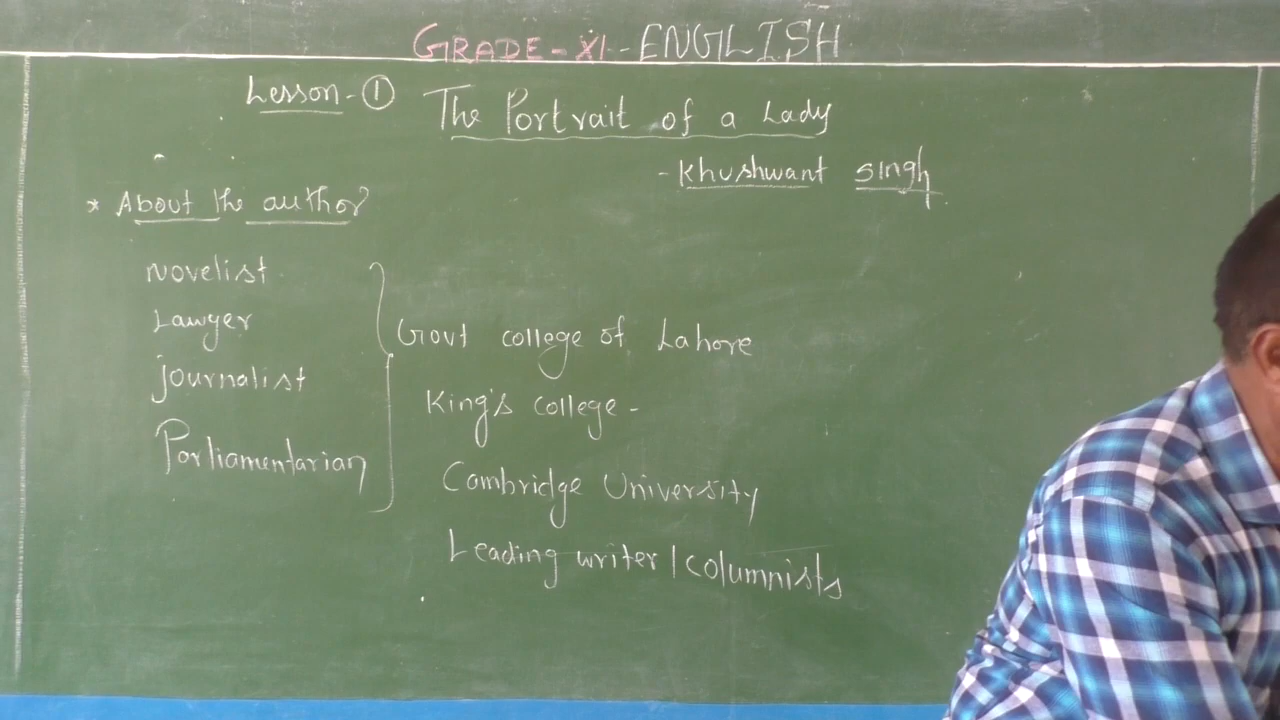 GRADE-XI-ENGLISH
Lesson-① The Portrait of a Lady
- Khushwant Singh
* About the author
Novelist
Lawyer
Journalist
Parliamentarian
Govt college of Lahore
King's college -
Cambridge University
Leading writer/columnists